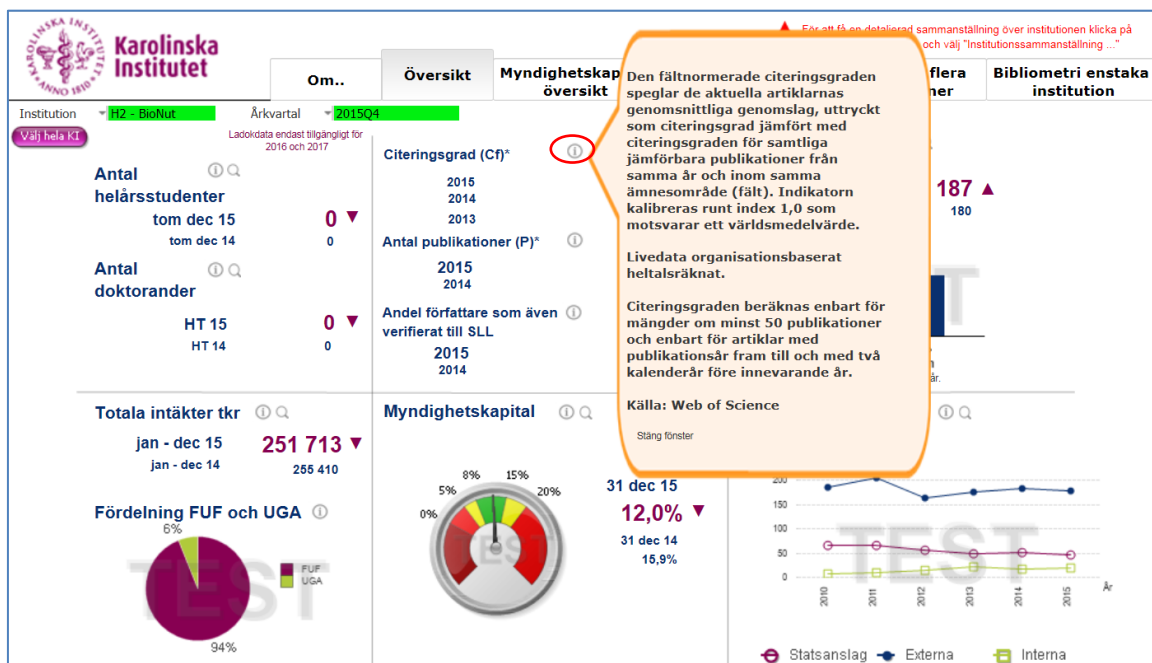 KAROLINSKA INSTITUTET
ANNO 1810
Karolinska
Institutet
För att få en detaljerad sammanställning över institutionen klicka på
och välj "Institutionssammanställning ..."
Om..
Översikt
Myndighetskap
översikt
flera
ner
Bibliometri enstaka
institution
Institution
H2 - BioNut
Årkvartal
2015Q4
Välj hela KI
Ladokdata endast tillgängligt för
2016 och 2017
Antal
helårsstudenter
tom dec 15
0
tom dec 14
0
Antal
doktorander
HT 15
0
HT 14
0
Citeringsgrad (Cf)*
2015
2014
2013
Antal publikationer (P)*
2015
2014
Andel författare som även
verifierat till SLL
2015
2014
Den fältnormerade citeringsgraden
speglar de aktuella artiklarnas
genomsnittliga genomslag, uttryckt
som citeringsgrad jämfört med
citeringsgraden för samtliga
jämförbara publikationer från
samma år och inom samma
ämnesområde (fält). Indikatorn
kalibreras runt index 1,0 som
motsvarar ett världsmedelvärde.
Livedata organisationsbaserat
heltalsräknat.
Citeringsgraden beräknas enbart för
mängder om minst 50 publikationer
och enbart för artiklar med
publikationsår fram till och med två
kalenderår före innevarande år.
Källa: Web of Science
Stäng fönster
187
180
T
år.
Totala intäkter tkr
jan - dec 15
251 713
jan - dec 14
255 410
Fördelning FUF och UGA
6%
94%
FUF
UGA
TEST
Myndighetskapital
0%
5%
8%
15%
20%
TEST
31 dec 15
12,0%
31 dec 14
15,9%
200
150
100
50
0
TEST
2010
2011
2012
2013
2014
2015
År
Statsanslag
Externa
Interna